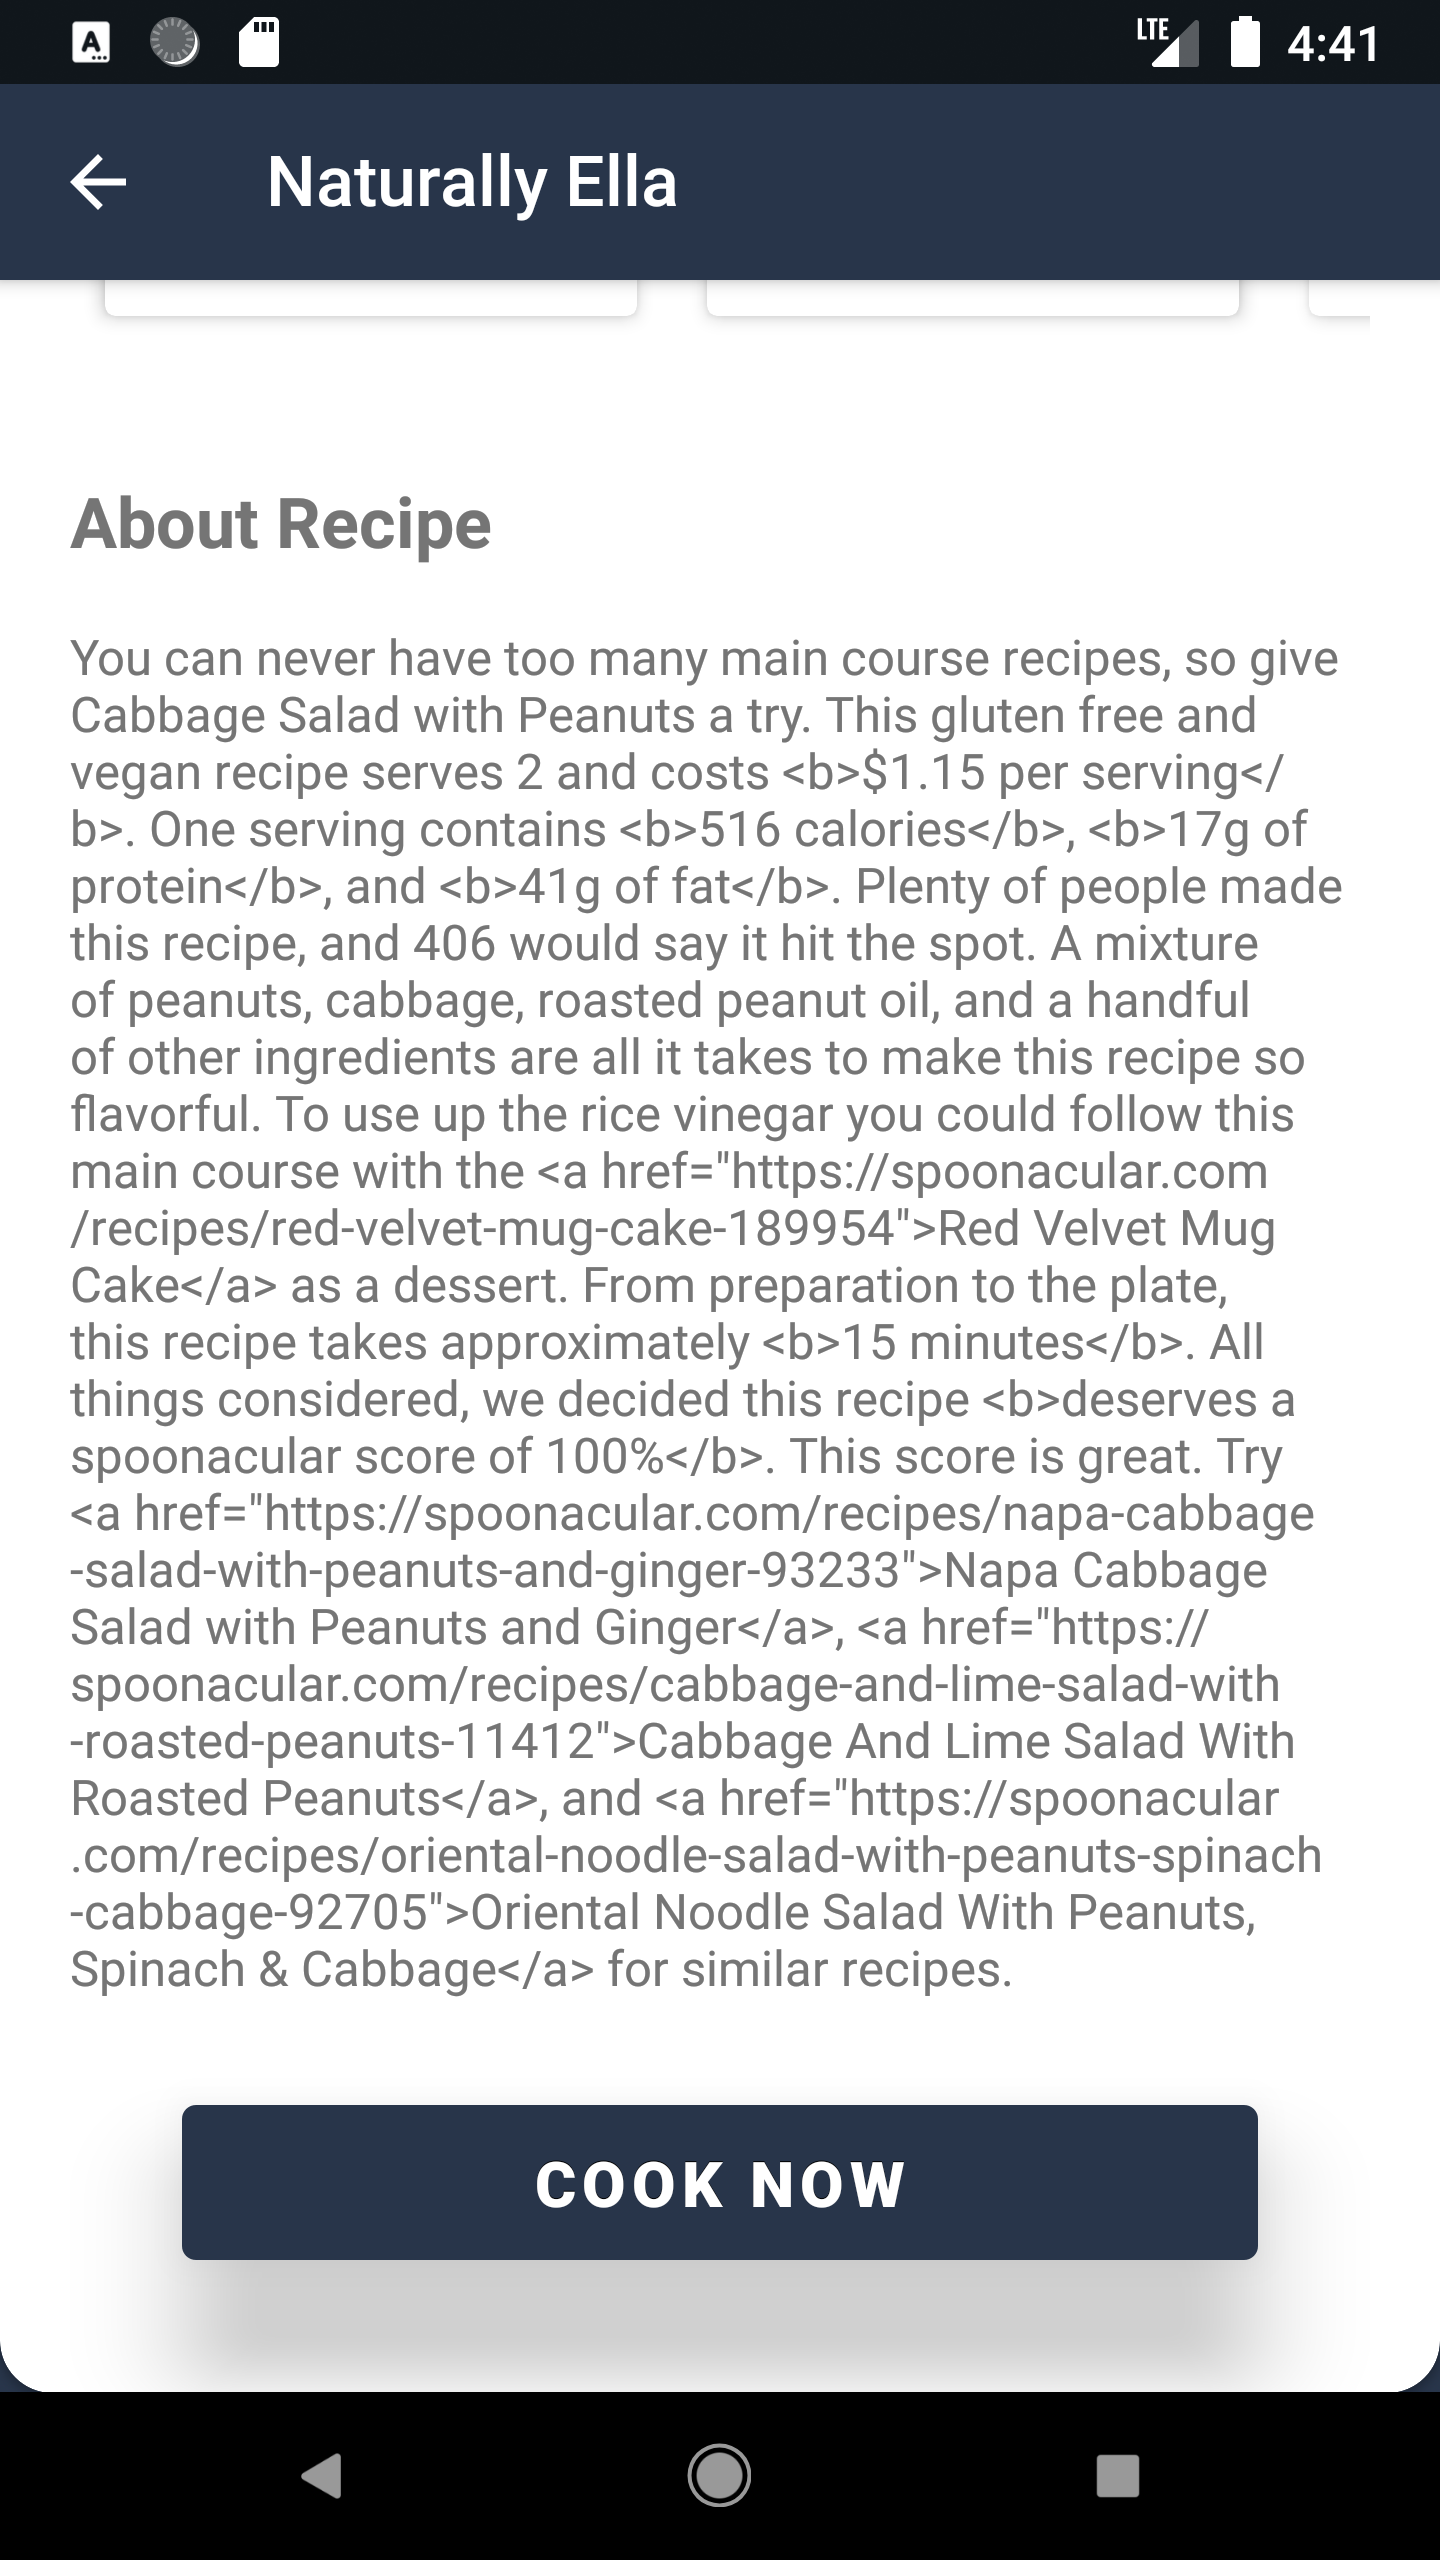 LTE 4:41
Naturally Ella
About Recipe
You can never have too many main course recipes, so give
Cabbage Salad with Peanuts a try. This gluten free and
vegan recipe serves 2 and costs <b>$1.15 per serving</
b>. One serving contains <b>516 calories</b>, <b>17g of
protein</b>, and <b>41g of fat</b>. Plenty of people made
this recipe, and 406 would say it hit the spot. A mixture
of peanuts, cabbage, roasted peanut oil, and a handful
of other ingredients are all it takes to make this recipe so
flavorful. To use up the rice vinegar you could follow this
main course with the <a href="https://spoonacular.com
/recipes/red-velvet-mug-cake-189954">Red Velvet Mug
Cake</a> as a dessert. From preparation to the plate,
this recipe takes approximately <b>15 minutes</b>. All
things considered, we decided this recipe <b>deserves a
spoonacular score of 100%</b>. This score is great. Try
<a href="https://spoonacular.com/recipes/napa-cabbage
-salad-with-peanuts-and-ginger-93233">Napa Cabbage
Salad with Peanuts and Ginger</a>, <a href="https://
spoonacular.com/recipes/cabbage-and-lime-salad-with
-roasted-peanuts-11412">Cabbage And Lime Salad With
Roasted Peanuts</a>, and <a href="https://spoonacular
.com/recipes/oriental-noodle-salad-with-peanuts-spinach
-cabbage-92705">Oriental Noodle Salad With Peanuts,
Spinach & Cabbage</a> for similar recipes.
COOK NOW